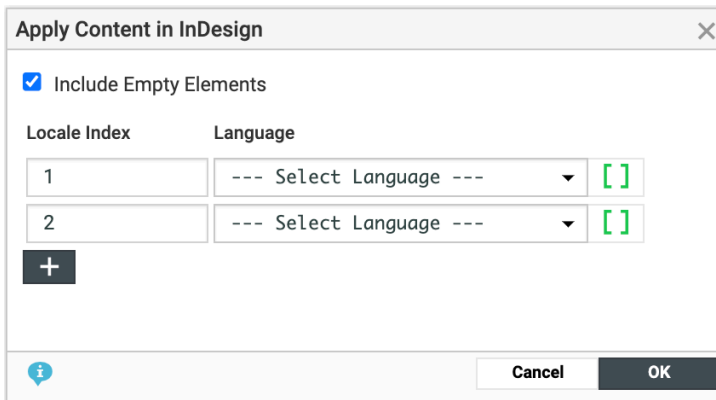 Apply Content in InDesign
Include Empty Elements
Locale Index Language
1 --- Select Language --- []
2 --- Select Language --- []
+
Cancel OK